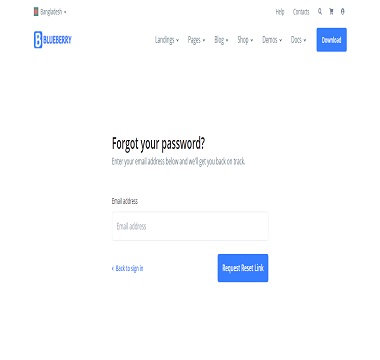 Bangladesh
Help Contacts
BLUEBERRY
Landings Pages Blog Shop Demos Docs Download
Forgot your password?
Enter your email address below and we'll get you back on track.
Email address
Email address
< Back to sign in Request Reset Link